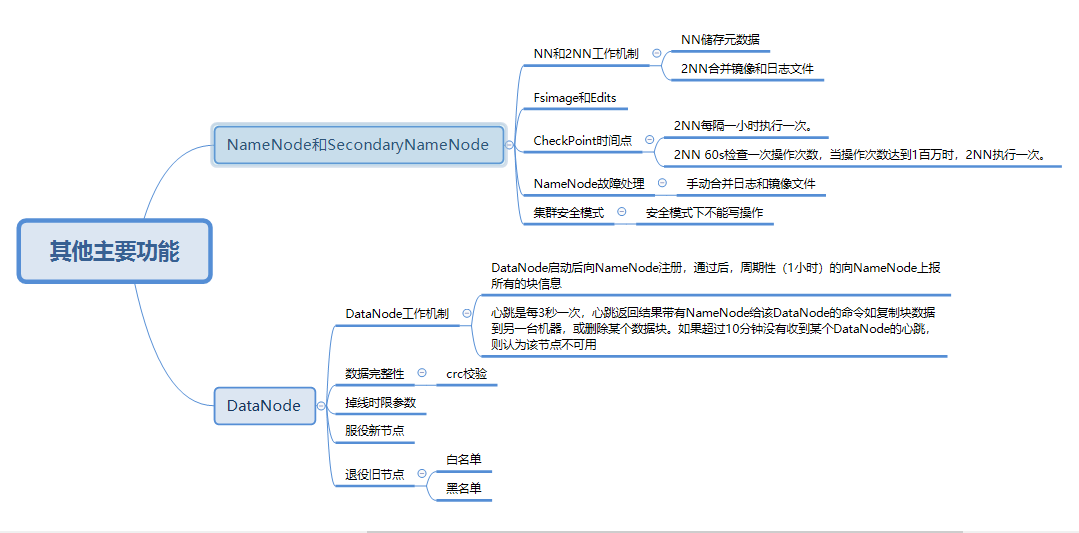 其他主要功能
NameNode和SecondaryNameNode
NN和2NN工作机制
NN储存元数据
2NN合并镜像和日志文件
Fsimage和Edits
CheckPoint时间点
2NN每隔一小时执行一次。
2NN 60s检查一次操作次数，当操作次数达到1百万时，2NN执行一次。
NameNode故障处理
手动合并日志和镜像文件
集群安全模式
安全模式下不能写操作
DataNode
DataNode工作机制
DataNode启动后向NameNode注册，通过后，周期性（1小时）的向NameNode上报
所有的块信息
心跳是每3秒一次，心跳返回结果带有NameNode给该DataNode的命令如复制块数据
到另一台机器，或删除某个数据块。如果超过10分钟没有收到某个DataNode的心跳，
则认为该节点不可用
数据完整性
crc校验
掉线时限参数
服役新节点
退役旧节点
白名单
黑名单